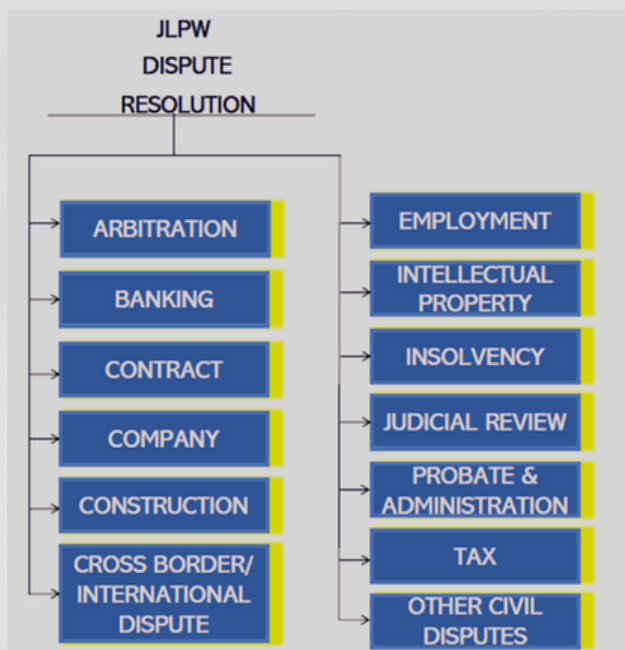 JLPW
DISPUTE
RESOLUTION
ARBITRATION
BANKING
CONTRACT
COMPANY
CONSTRUCTION
CROSS BORDER/
INTERNATIONAL
DISPUTE
EMPLOYMENT
INTELLECTUAL
PROPERTY
INSOLVENCY
JUDICIAL REVIEW
PROBATE &
ADMINISTRATION
TAX
OTHER CIVIL
DISPUTES